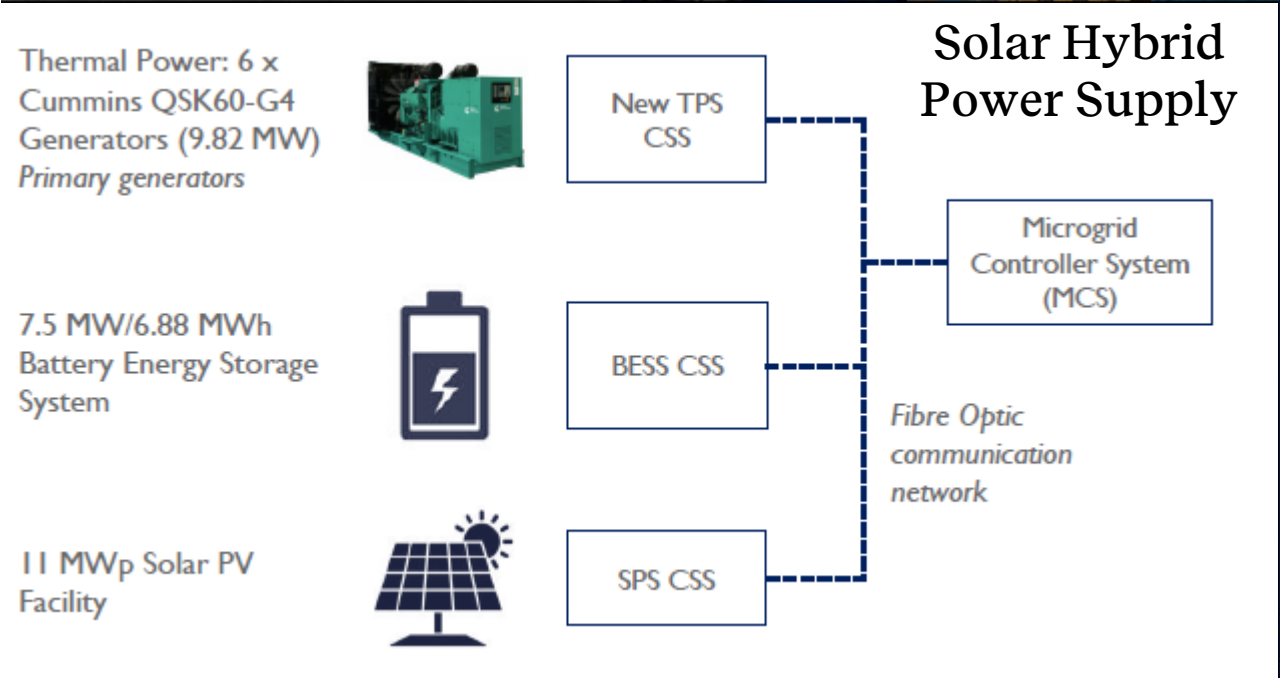 Solar Hybrid
Power Supply
Thermal Power: 6 x
Cummins QSK60-G4
Generators (9.82 MW)
Primary generators
New TPS
CSS
Microgrid
Controller System
(MCS)
7.5 MW/6.88 MWh
Battery Energy Storage
System
BESS CSS
Fibre Optic
communication
network
11 MWp Solar PV
Facility
SPS CSS